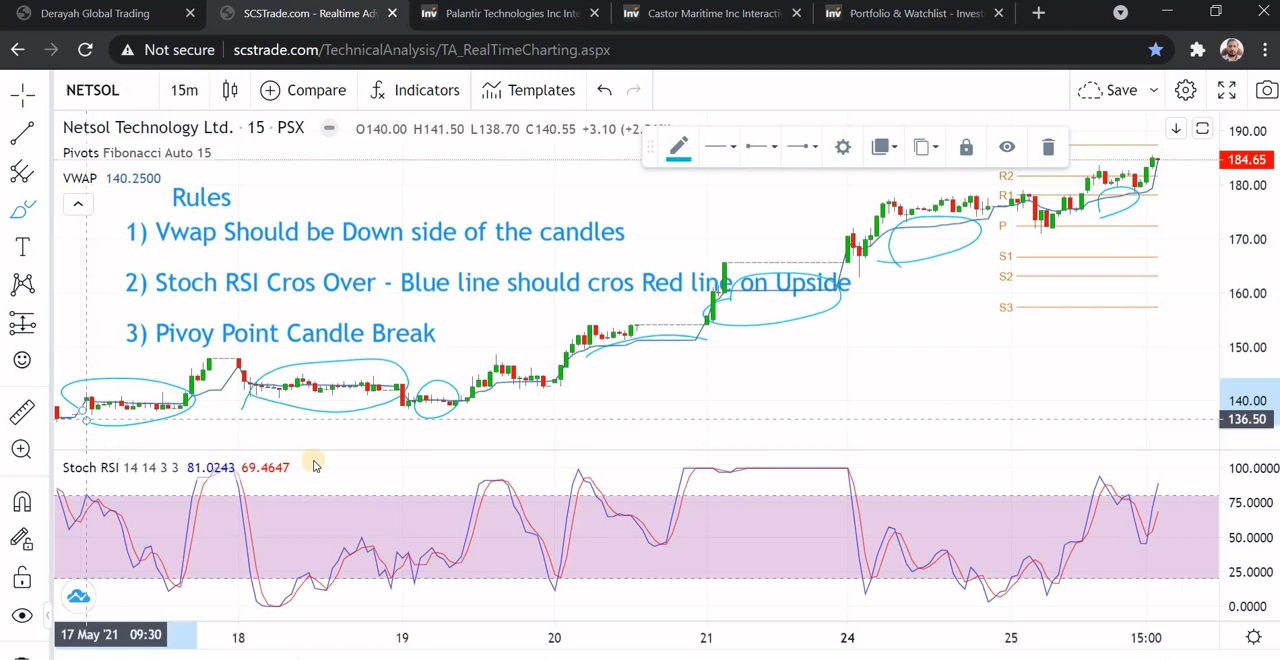 Derayah Global Trading
SCSTrade.com - Realtime Adv
Palantir Technologies Inc Inte
Castor Maritime Inc Interacti
Portfolio & Watchlist - Invest
Not secure
scstrade.com/TechnicalAnalysis/TA_RealTimeCharting.aspx
NETSOL 15m Compare Indicators Templates Save
Netsol Technology Ltd. · 15 · PSX O140.00 H141.50 L138.70 C140.55 +3.10
Pivots Fibonacci Auto 15
VWAP 140.2500
Rules
1) Vwap Should be Down side of the candles
2) Stoch RSI Cros Over - Blue line should cros Red line on Upside
3) Pivoy Point Candle Break
R2
R1
P
S1
S2
S3
190.00
184.65
180.00
170.00
160.00
150.00
140.00
136.50
Stoch RSI 14 14 3 3 81.0243 69.4647
100.0000
75.0000
50.0000
25.0000
0.0000
17 May '21 09:30 18 19 20 21 24 25 15:00